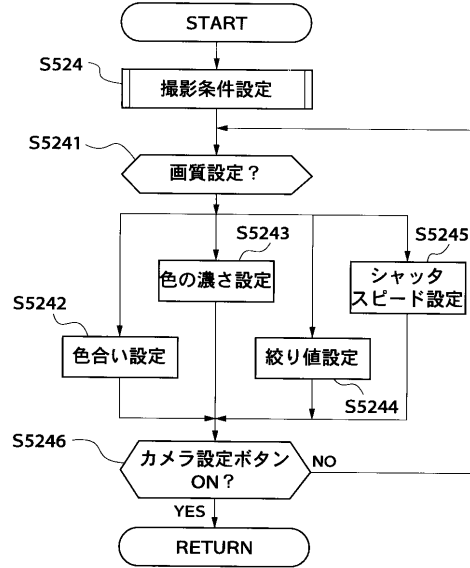 START
S524
撮影条件設定
S5241
画質設定?
S5243
色の濃さ設定
S5245
シャッタ
スピード設定
S5242
色合い設定
絞り値設定
S5244
S5246
カメラ設定ボタン
ON?
NO
YES
RETURN